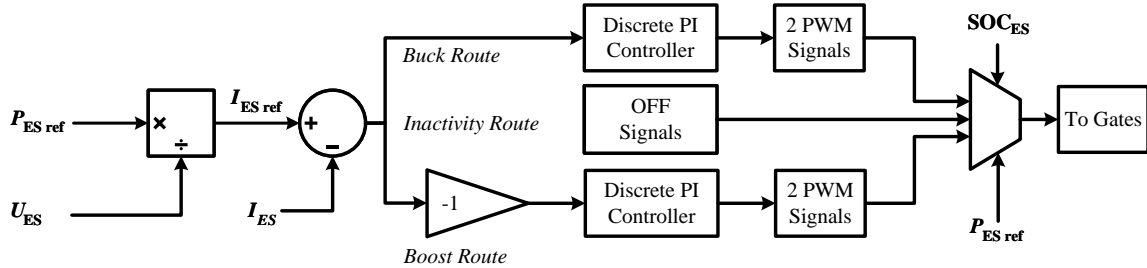 SOC_ES
Buck Route
Discrete PI
Controller
2 PWM
Signals
P_ES ref
×
÷
I_ES ref
+
−
Inactivity Route
OFF
Signals
To Gates
U_ES
I_ES
-1
Boost Route
Discrete PI
Controller
2 PWM
Signals
P_ES ref